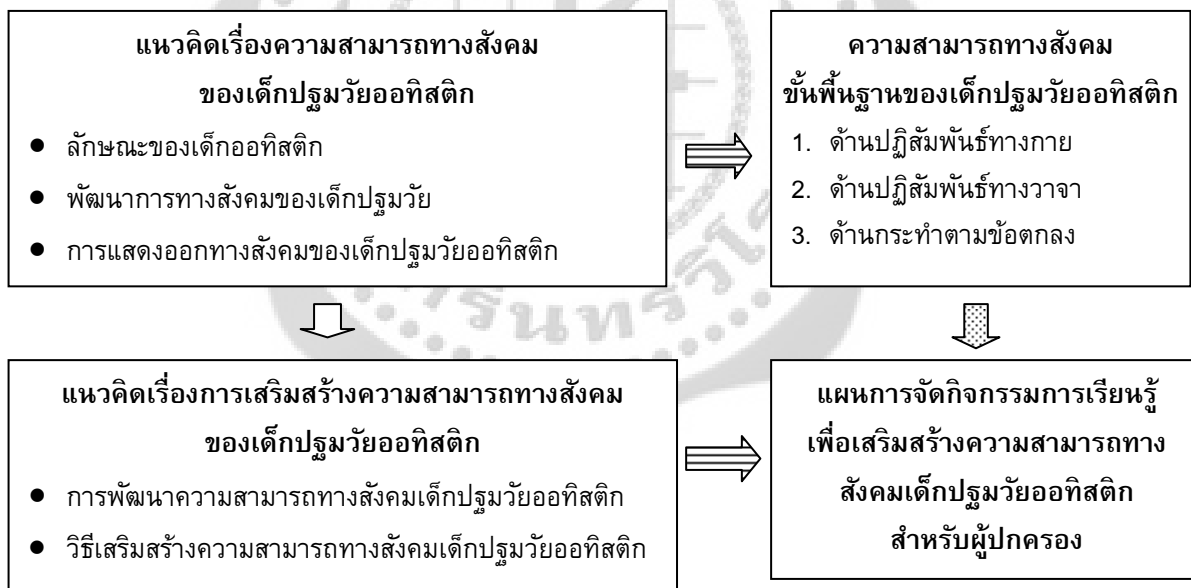 แนวคิดเรื่องความสามารถทางสังคม
ของเด็กปฐมวัยออทิสติก
● ลักษณะของเด็กออทิสติก
● พัฒนาการทางสังคมของเด็กปฐมวัย
● การแสดงออกทางสังคมของเด็กปฐมวัยออทิสติก
ความสามารถทางสังคม
ขั้นพื้นฐานของเด็กปฐมวัยออทิสติก
1. ด้านปฏิสัมพันธ์ทางกาย
2. ด้านปฏิสัมพันธ์ทางวาจา
3. ด้านกระทำตามข้อตกลง
แนวคิดเรื่องการเสริมสร้างความสามารถทางสังคม
ของเด็กปฐมวัยออทิสติก
● การพัฒนาความสามารถทางสังคมเด็กปฐมวัยออทิสติก
● วิธีเสริมสร้างความสามารถทางสังคมเด็กปฐมวัยออทิสติก
แผนการจัดกิจกรรมการเรียนรู้
เพื่อเสริมสร้างความสามารถทาง
สังคมเด็กปฐมวัยออทิสติก
สำหรับผู้ปกครอง